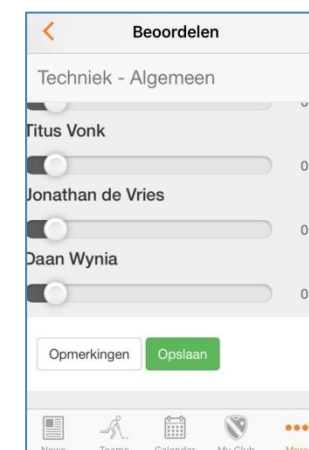 Beoordelen
Techniek - Algemeen
0
Titus Vonk
0
Jonathan de Vries
0
Daan Wynia
0
Opmerkingen Opslaan
News Teams Calendar My Club More